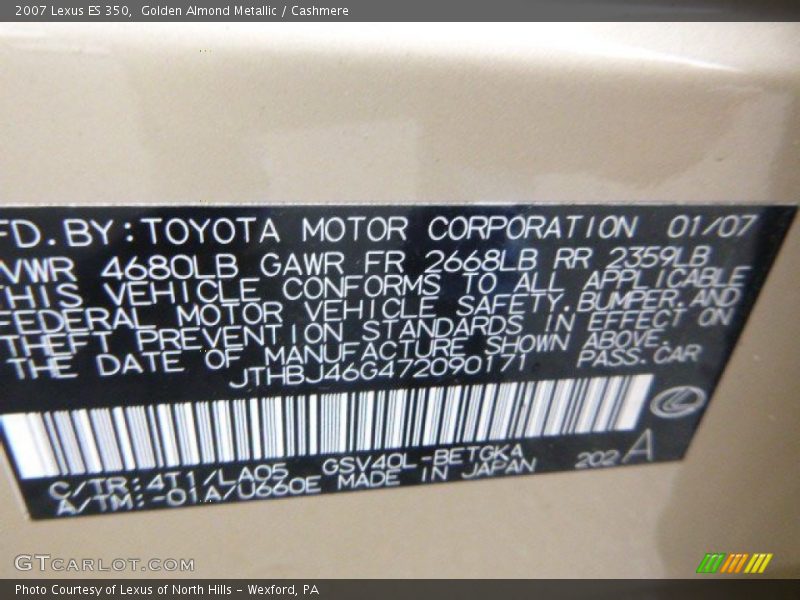 2007 Lexus ES 350,  Golden Almond Metallic / Cashmere
FD.BY:TOYOTA MOTOR CORPORATION 01/07
VWR 4680LB GAWR FR 2668LB RR 2359LB
THIS VEHICLE CONFORMS TO ALL APPLICABLE
FEDERAL MOTOR VEHICLE SAFETY,BUMPER,AND
THEFT PREVENTION STANDARDS IN EFFECT ON
THE DATE OF MANUFACTURE SHOWN ABOVE.
JTHBJ46G472090171 PASS.CAR
C/TR:4T1/LA05 GSV40L-BETGKA 202 A
A/TM:-01A/U660E MADE IN JAPAN
GTCARLOT.COM
Photo Courtesy of Lexus of North Hills – Wexford, PA